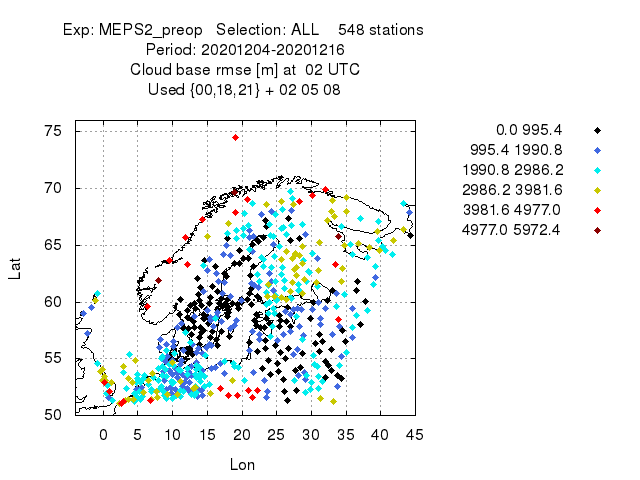 Exp: MEPS2_preop   Selection: ALL    548 stations
Period: 20201204-20201216
Cloud base rmse [m] at  02 UTC
Used {00,18,21} + 02 05 08
0.0 995.4
995.4 1990.8
1990.8 2986.2
2986.2 3981.6
3981.6 4977.0
4977.0 5972.4
75
70
65
60
55
50
Lat
0 5 10 15 20 25 30 35 40 45
Lon